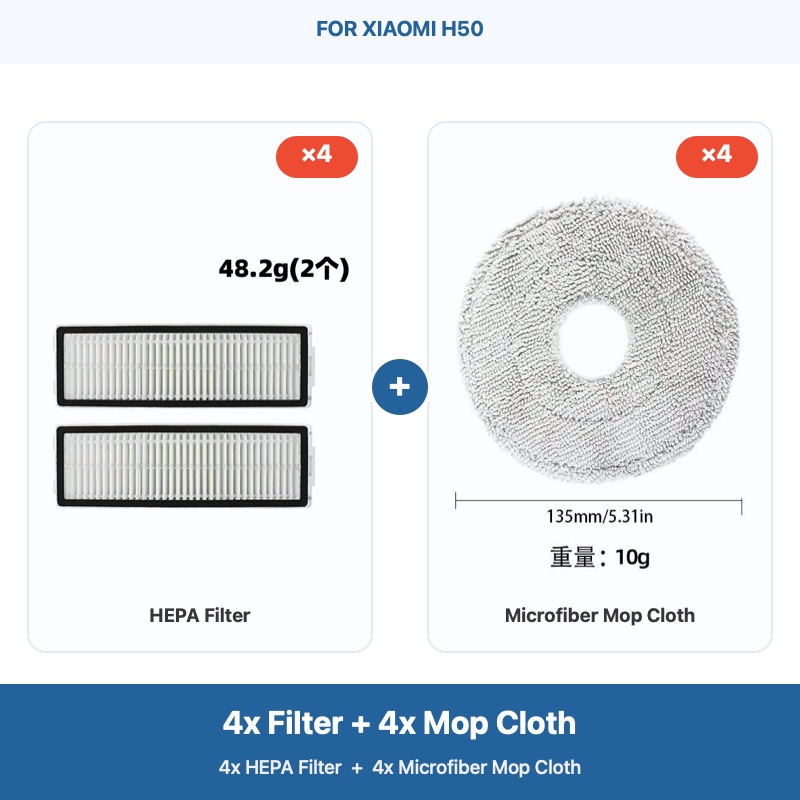 FOR XIAOMI H50
×4
48.2g(2个)
HEPA Filter
+
×4
135mm/5.31in
重量：10g
Microfiber Mop Cloth
4x Filter + 4x Mop Cloth
4x HEPA Filter + 4x Microfiber Mop Cloth